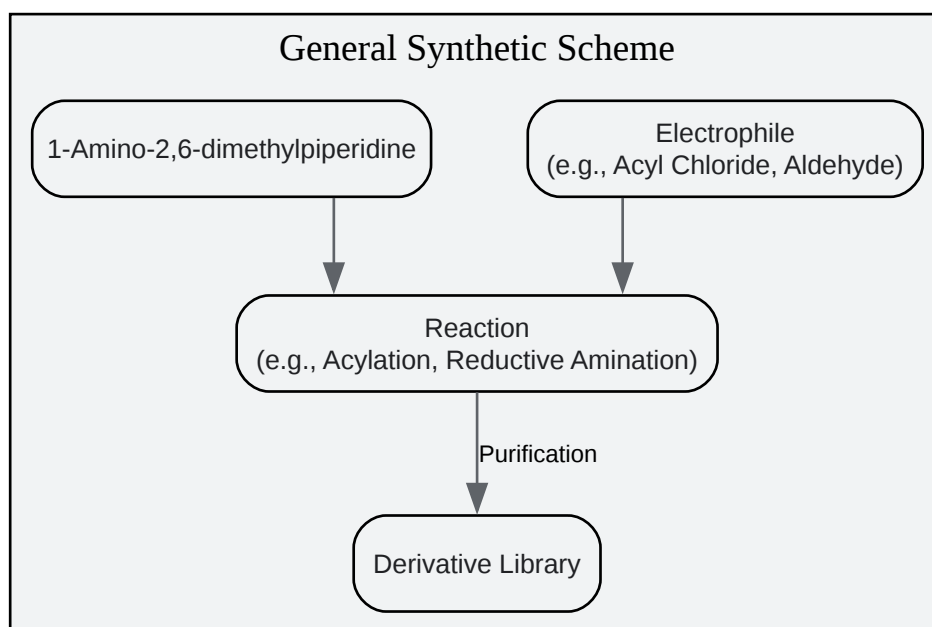 General Synthetic Scheme
1-Amino-2,6-dimethylpiperidine
Electrophile
(e.g., Acyl Chloride, Aldehyde)
Reaction
(e.g., Acylation, Reductive Amination)
Purification
Derivative Library